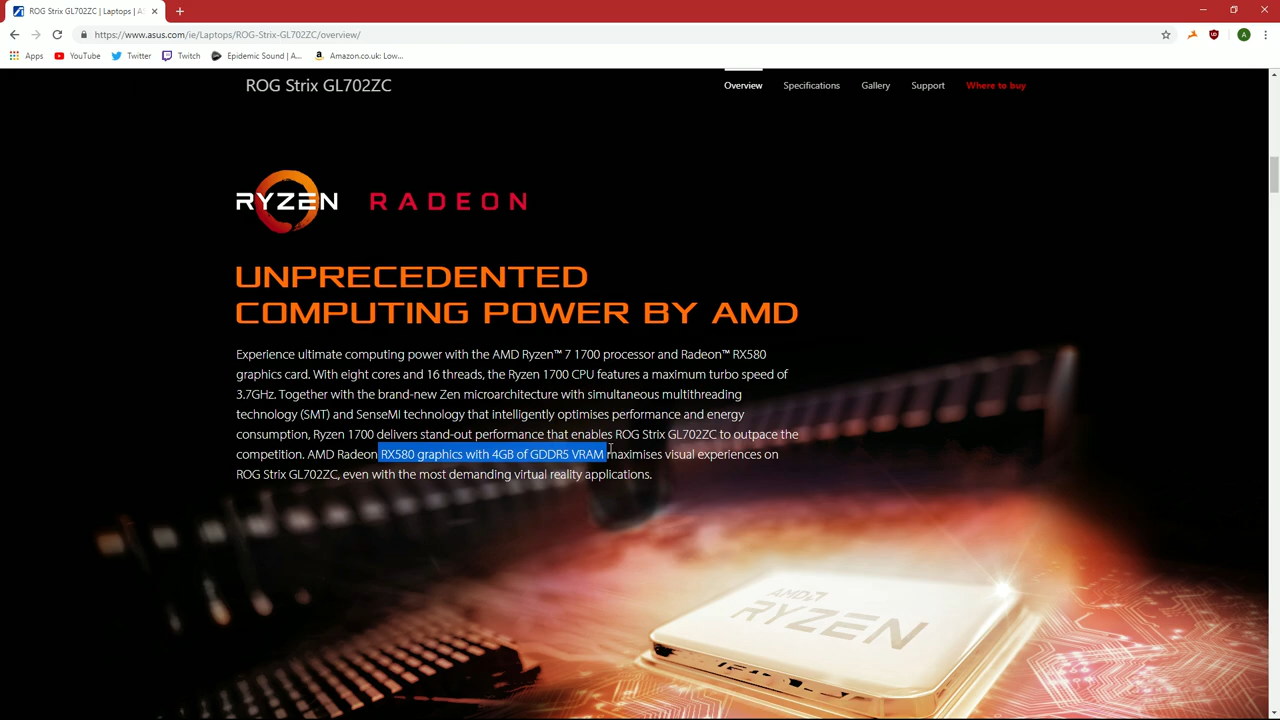 ROG Strix GL702ZC | Laptops | AS
https://www.asus.com/ie/Laptops/ROG-Strix-GL702ZC/overview/
A
Apps YouTube Twitter Twitch Epidemic Sound | A... Amazon.co.uk: Low...
ROG Strix GL702ZC Overview Specifications Gallery Support Where to buy
RYZEN RADEON
UNPRECEDENTED
COMPUTING POWER BY AMD
Experience ultimate computing power with the AMD Ryzen™ 7 1700 processor and Radeon™ RX580
graphics card. With eight cores and 16 threads, the Ryzen 1700 CPU features a maximum turbo speed of
3.7GHz. Together with the brand-new Zen microarchitecture with simultaneous multithreading
technology (SMT) and SenseMI technology that intelligently optimises performance and energy
consumption, Ryzen 1700 delivers stand-out performance that enables ROG Strix GL702ZC to outpace the
competition. AMD Radeon RX580 graphics with 4GB of GDDR5 VRAM maximises visual experiences on
ROG Strix GL702ZC, even with the most demanding virtual reality applications.
AMD
RYZEN